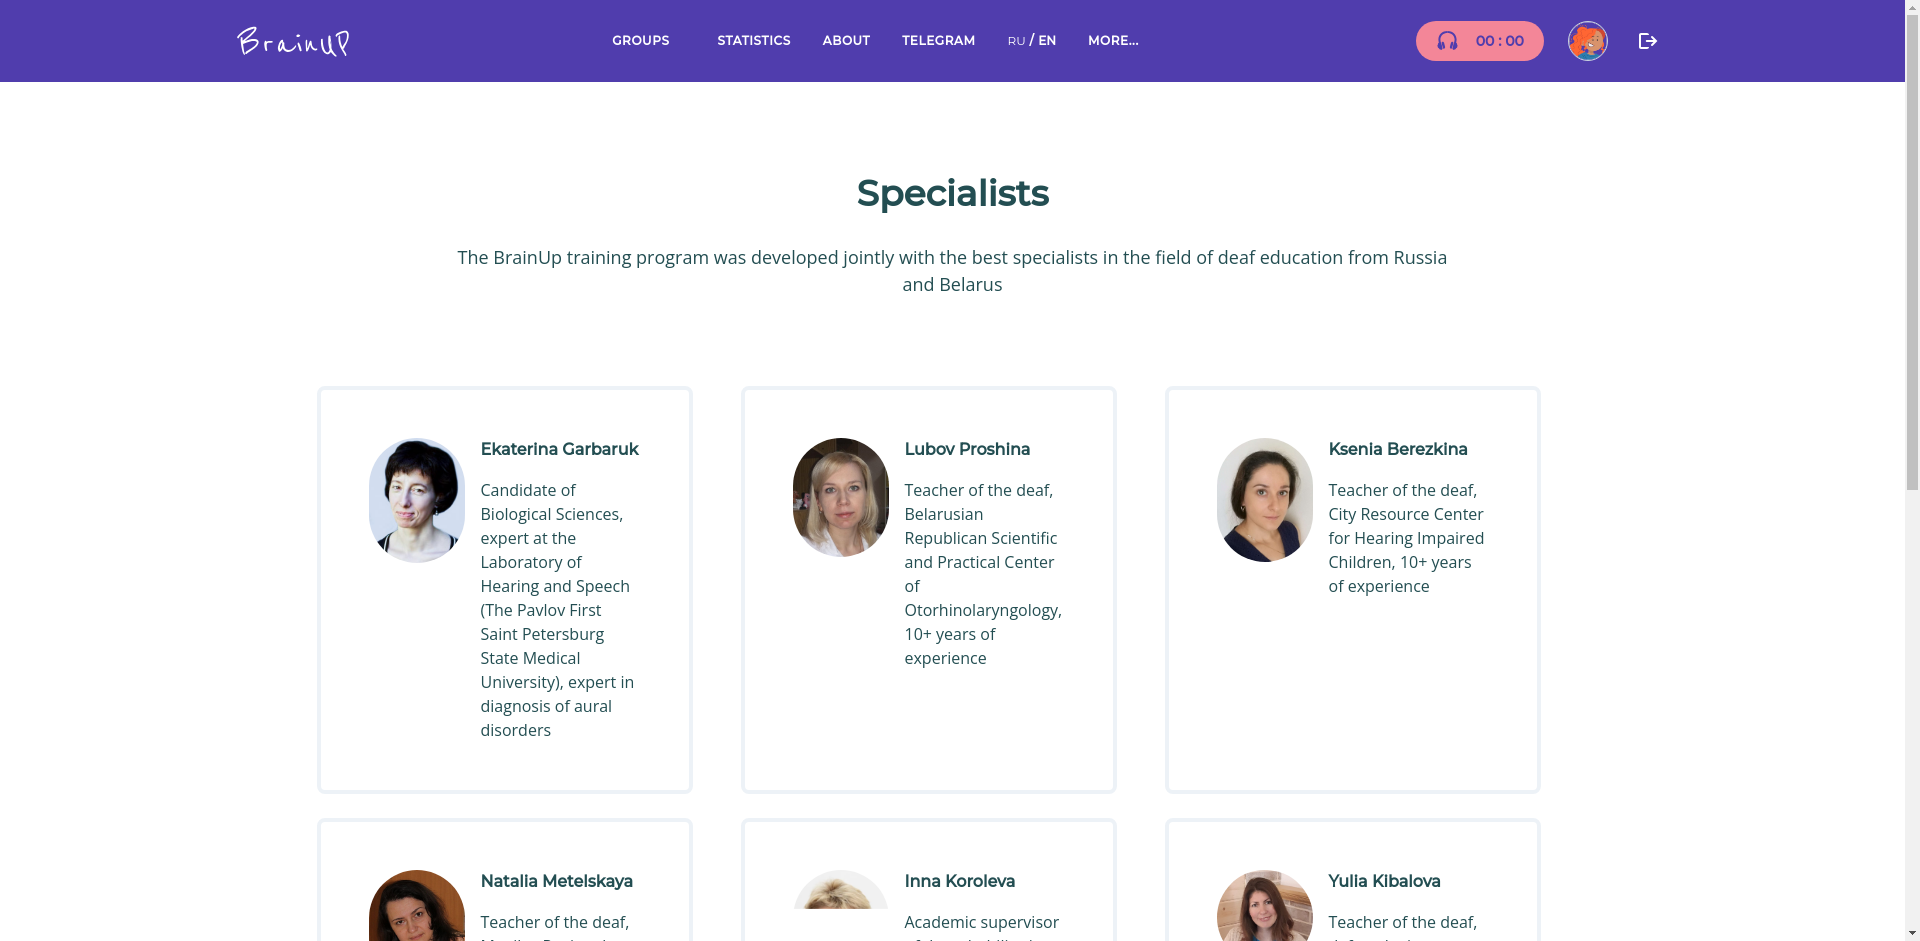 BrainUP
GROUPS
STATISTICS
ABOUT
TELEGRAM
RU / EN
MORE...
00 : 00
Specialists
The BrainUp training program was developed jointly with the best specialists in the field of deaf education from Russia
and Belarus
Ekaterina Garbaruk
Candidate of
Biological Sciences,
expert at the
Laboratory of
Hearing and Speech
(The Pavlov First
Saint Petersburg
State Medical
University), expert in
diagnosis of aural
disorders
Lubov Proshina
Teacher of the deaf,
Belarusian
Republican Scientific
and Practical Center
of
Otorhinolaryngology,
10+ years of
experience
Ksenia Berezkina
Teacher of the deaf,
City Resource Center
for Hearing Impaired
Children, 10+ years
of experience
Natalia Metelskaya
Teacher of the deaf,
Inna Koroleva
Academic supervisor
Yulia Kibalova
Teacher of the deaf,